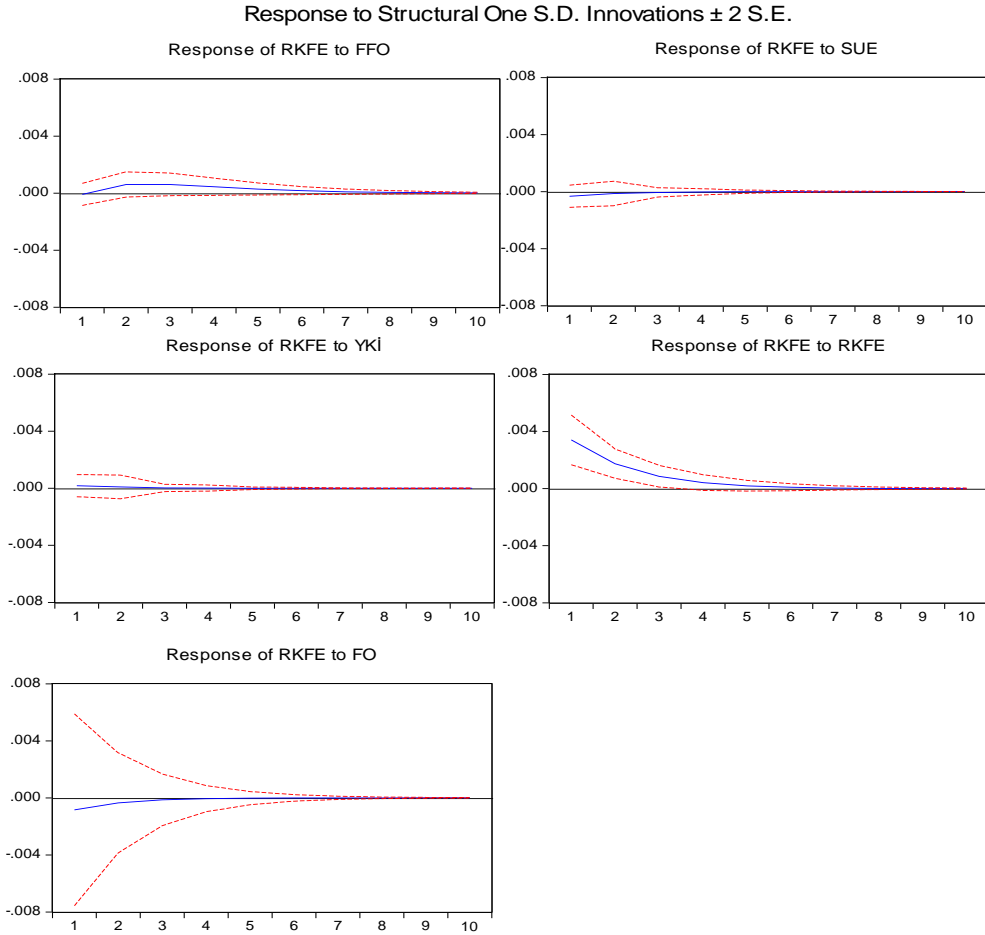 Response to Structural One S.D. Innovations ± 2 S.E.
Response of RKFE to FFO
.008
.004
.000
-.004
-.008
1 2 3 4 5 6 7 8 9 10
Response of RKFE to SUE
.008
.004
.000
-.004
-.008
1 2 3 4 5 6 7 8 9 10
Response of RKFE to YKİ
.008
.004
.000
-.004
-.008
1 2 3 4 5 6 7 8 9 10
Response of RKFE to RKFE
.008
.004
.000
-.004
-.008
1 2 3 4 5 6 7 8 9 10
Response of RKFE to FO
.008
.004
.000
-.004
-.008
1 2 3 4 5 6 7 8 9 10